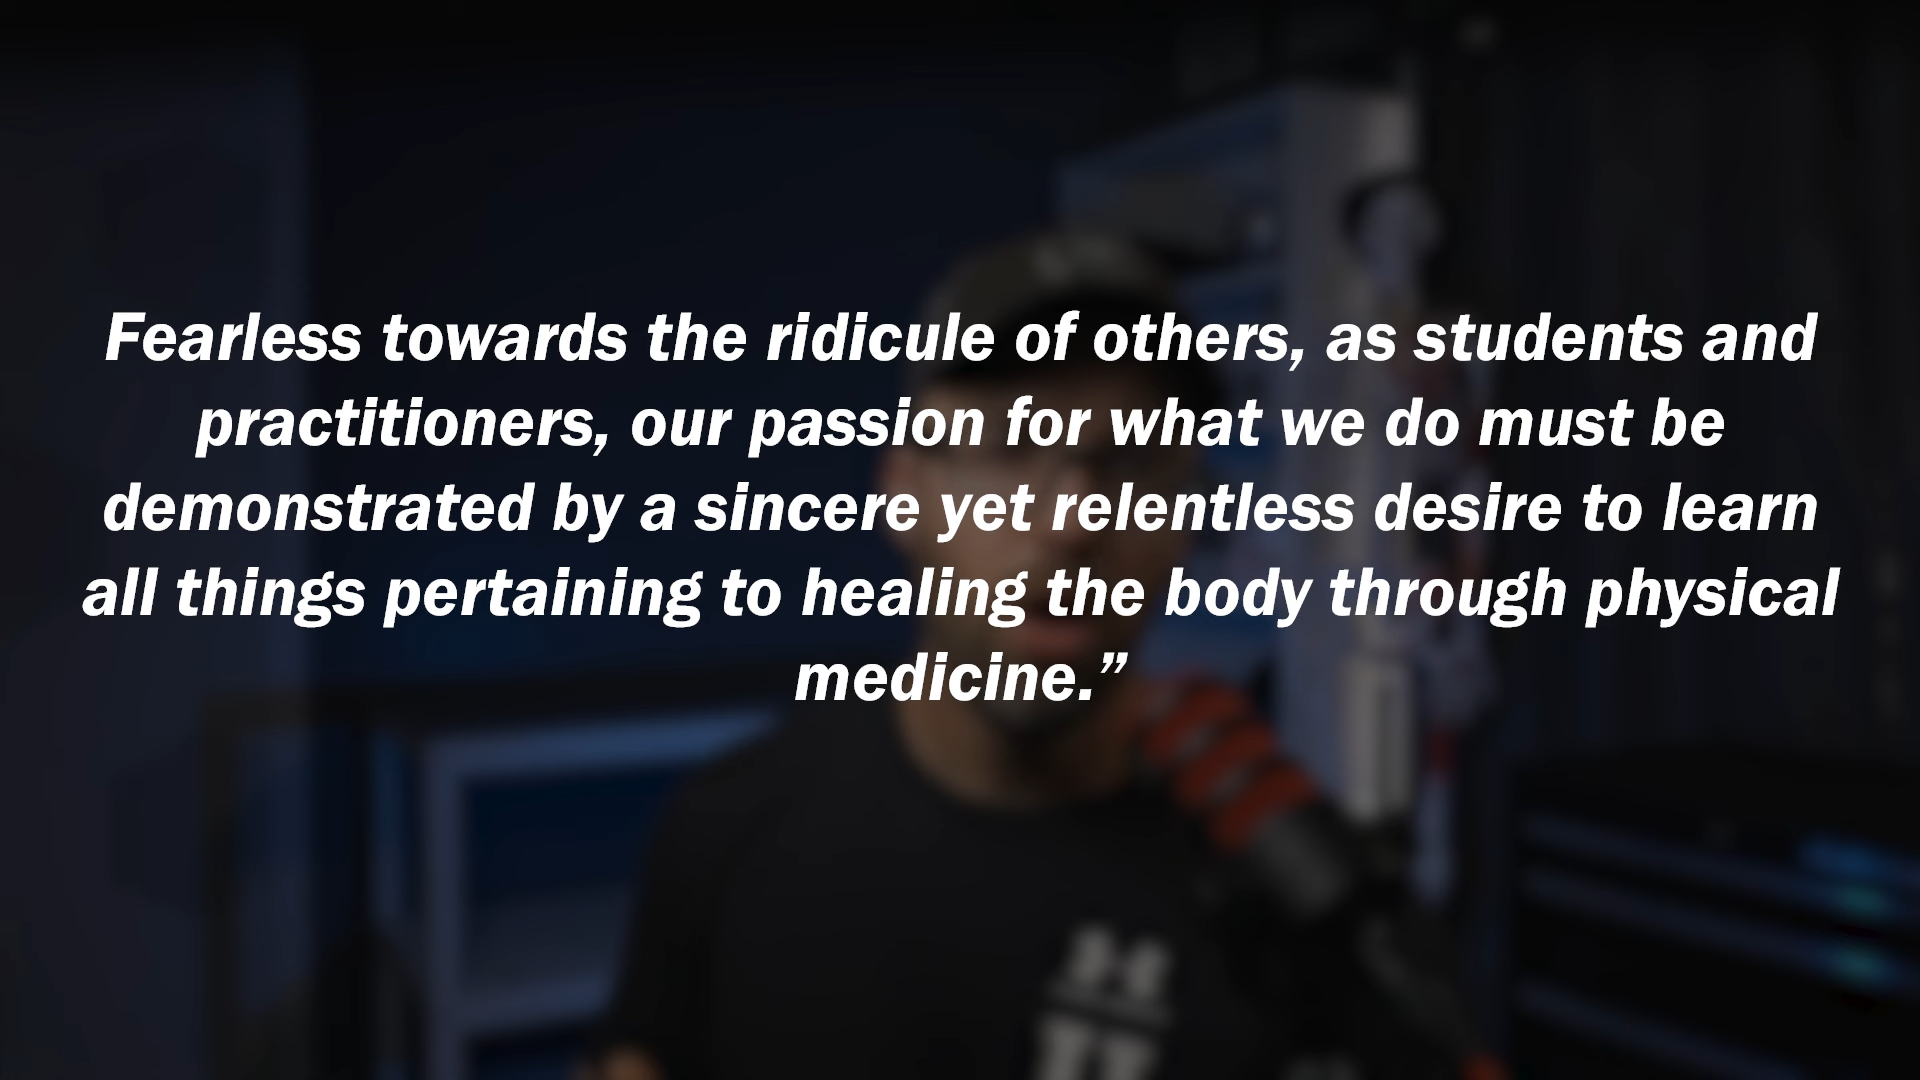 Fearless towards the ridicule of others, as students and
practitioners, our passion for what we do must be
demonstrated by a sincere yet relentless desire to learn
all things pertaining to healing the body through physical
medicine.”